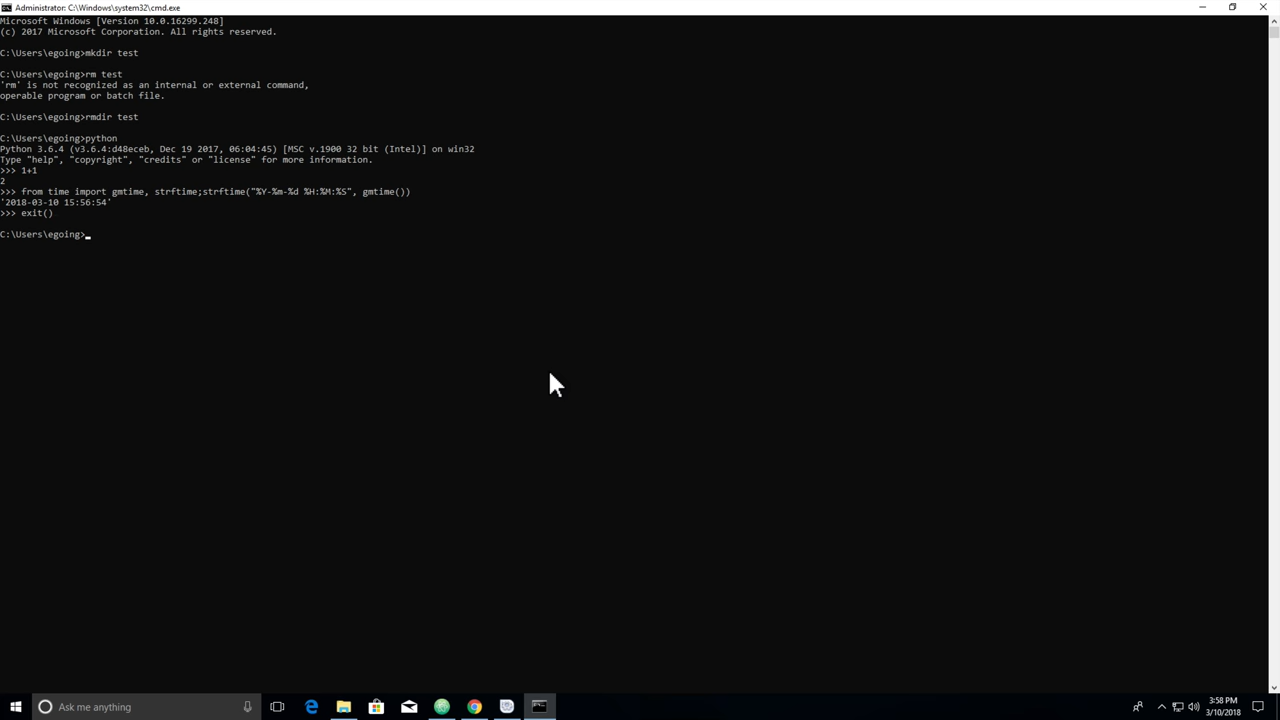 Administrator: C:\Windows\system32\cmd.exe
Microsoft Windows [Version 10.0.16299.248]
(c) 2017 Microsoft Corporation. All rights reserved.
C:\Users\egoing>mkdir test
C:\Users\egoing>rm test
'rm' is not recognized as an internal or external command,
operable program or batch file.
C:\Users\egoing>rmdir test
C:\Users\egoing>python
Python 3.6.4 (v3.6.4:d48eceb, Dec 19 2017, 06:04:45) [MSC v.1900 32 bit (Intel)] on win32
Type "help", "copyright", "credits" or "license" for more information.
>>> 1+1
2
>>> from time import gmtime, strftime;strftime("%Y-%m-%d %H:%M:%S", gmtime())
'2018-03-10 15:56:54'
>>> exit()
C:\Users\egoing>
Ask me anything
3:58 PM
3/10/2018